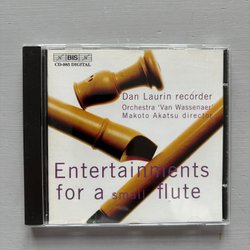 BIS
CD-885 DIGITAL
Dan Laurin recorder
Orchestra 'Van Wassenaer'
Makoto Akatsu director
Entertainments
for a small flute